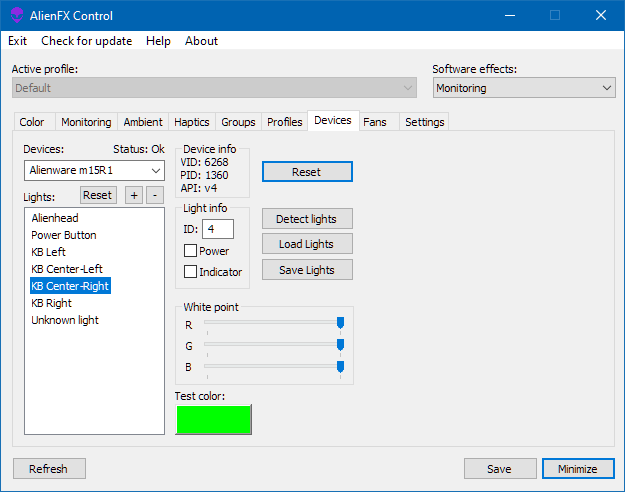 AlienFX Control
Exit Check for update Help About
Active profile: Software effects:
Default Monitoring
Color Monitoring Ambient Haptics Groups Profiles Devices Fans Settings
Devices: Status: Ok
Alienware m15R1
Lights: Reset + -
Alienhead
Power Button
KB Left
KB Center-Left
KB Center-Right
KB Right
Unknown light
Device info
VID: 6268
PID: 1360
API: v4
Reset
Light info
ID: 4
Power
Indicator
Detect lights
Load Lights
Save Lights
White point
R
G
B
Test color:
Refresh Save Minimize